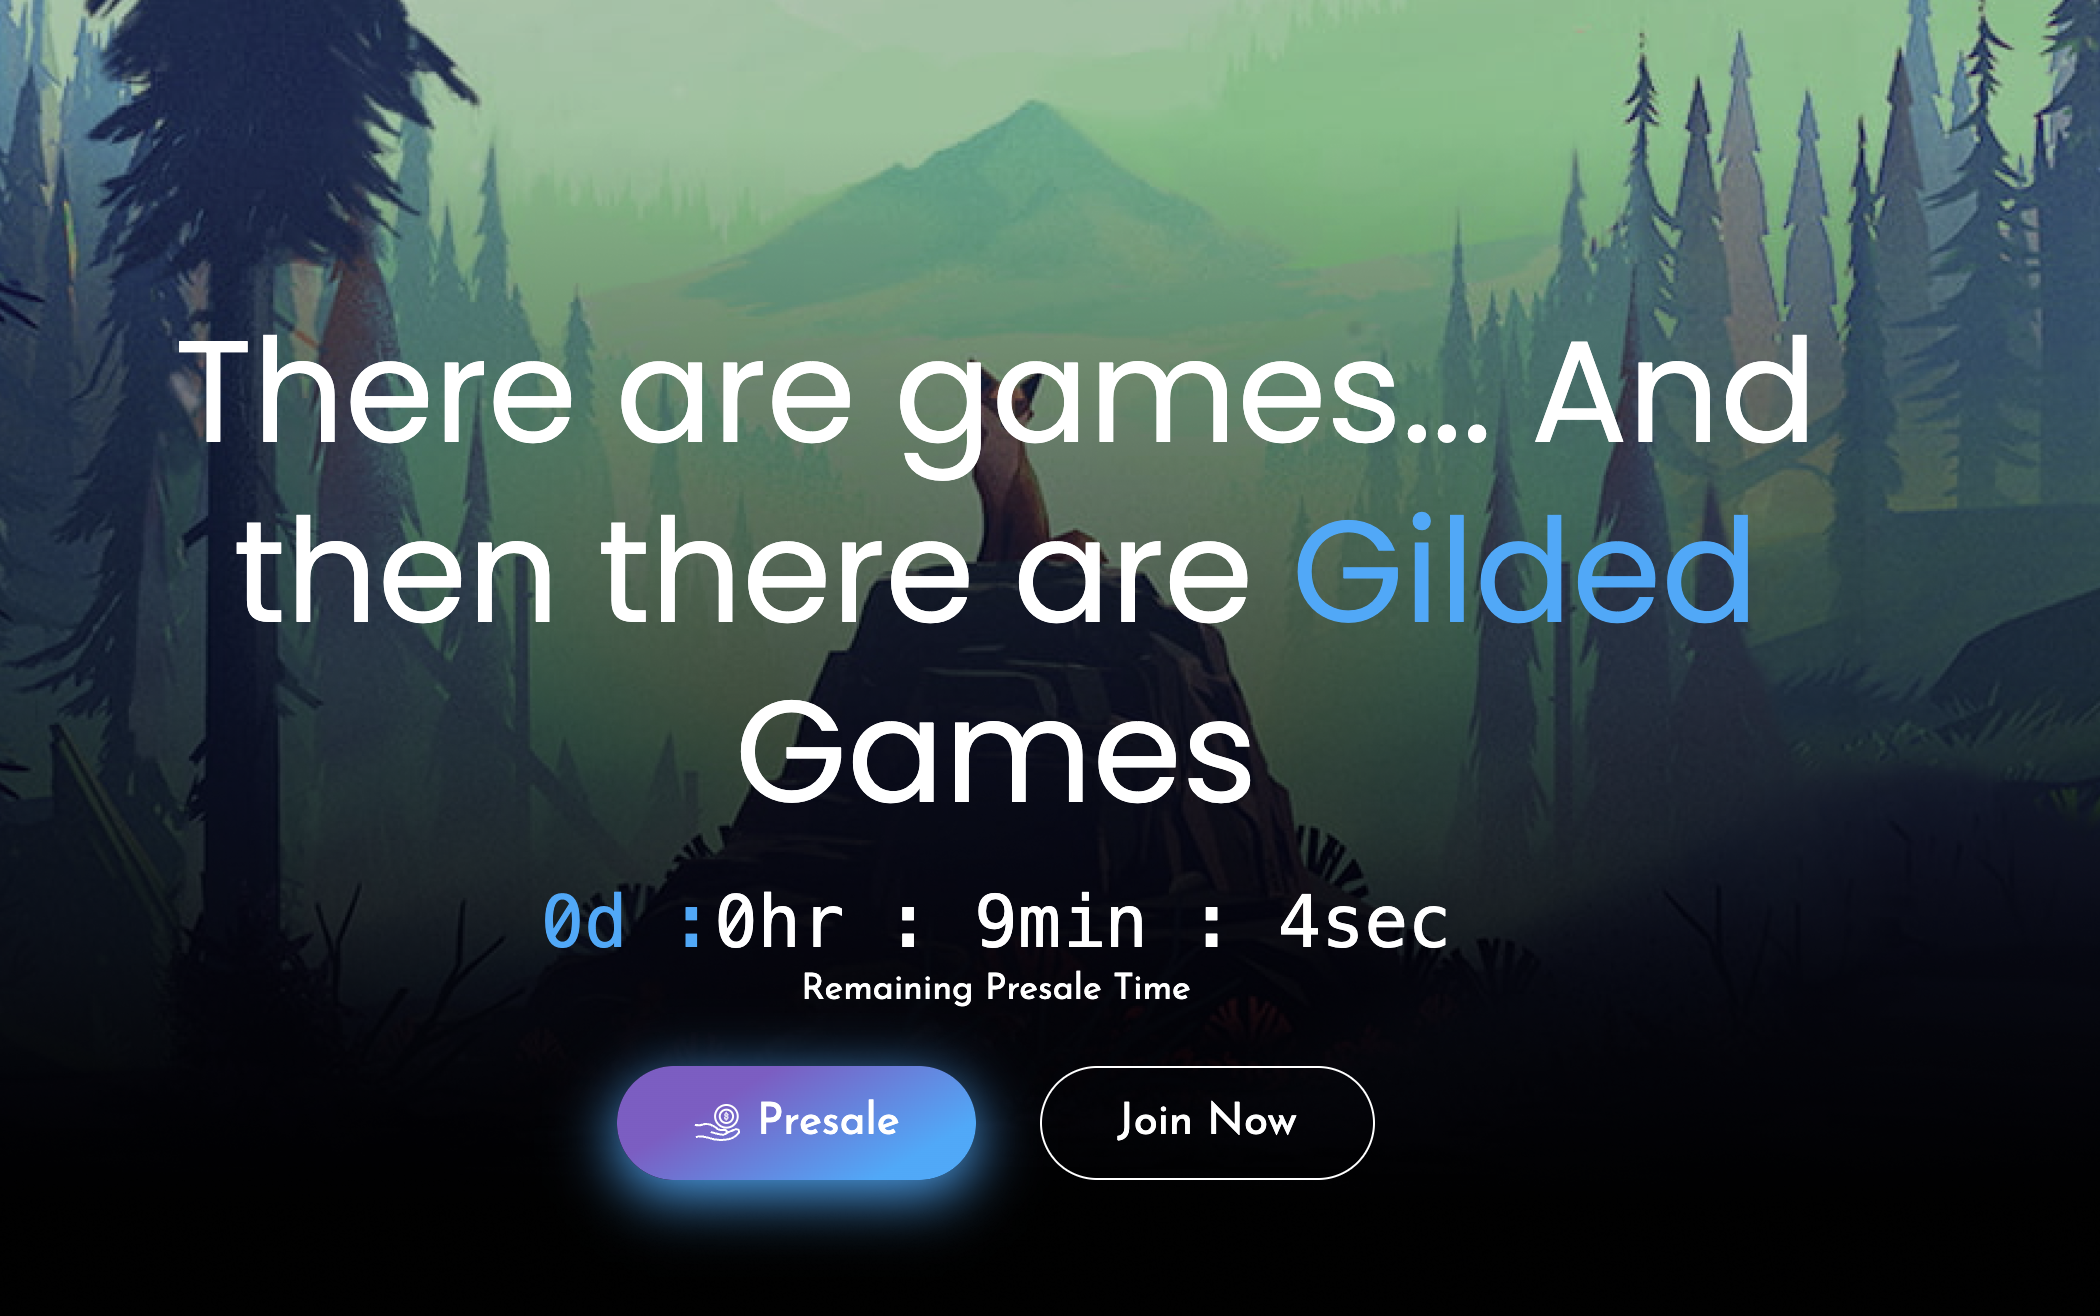 There are games... And
then there are Gilded
Games
0d :0hr : 9min : 4sec
Remaining Presale Time
Presale
Join Now